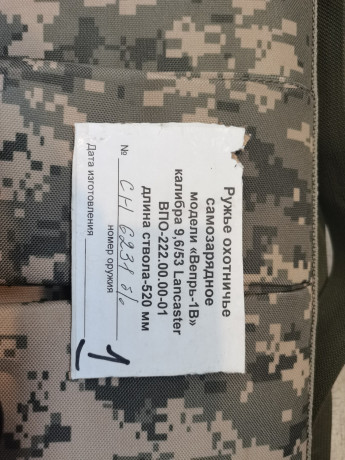 Ружье охотничье
самозарядное
модели «Вепрь-1В»
калибра 9,6/53 Lancaster
ВПО-222.00.00-01
длина ствола-520 мм
№ СН 6231
номер оружия
Дата изготовления
1